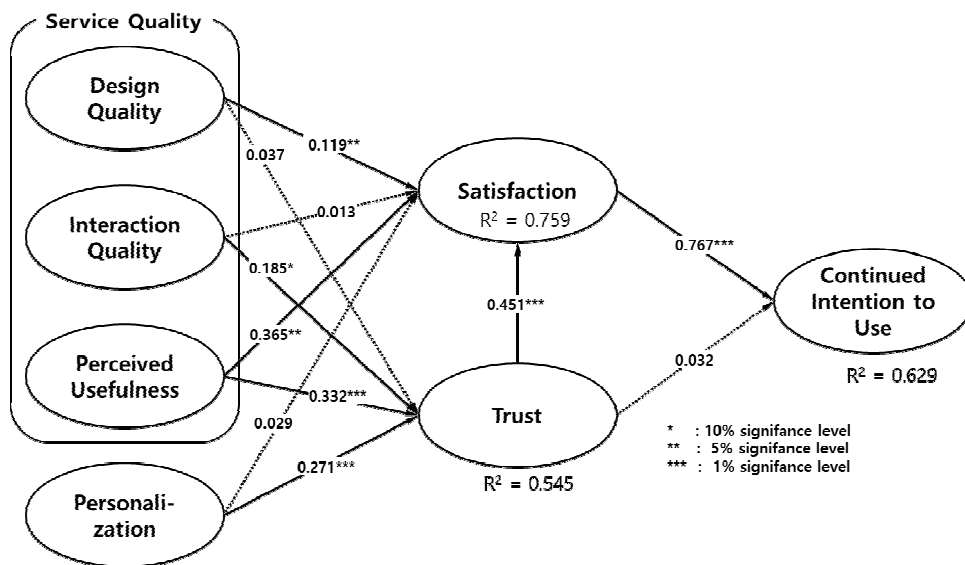 Service Quality
Design
Quality
0.119**
0.037
Satisfaction
R² = 0.759
Interaction
Quality
0.013
0.767***
0.185*
Continued
Intention to
Use
R² = 0.629
0.451***
0.365**
Perceived
Usefulness
0.332***
0.032
0.029
Trust
R² = 0.545
0.271***
Personali-
zation
* : 10% signifance level
** : 5% signifance level
*** : 1% signifance level